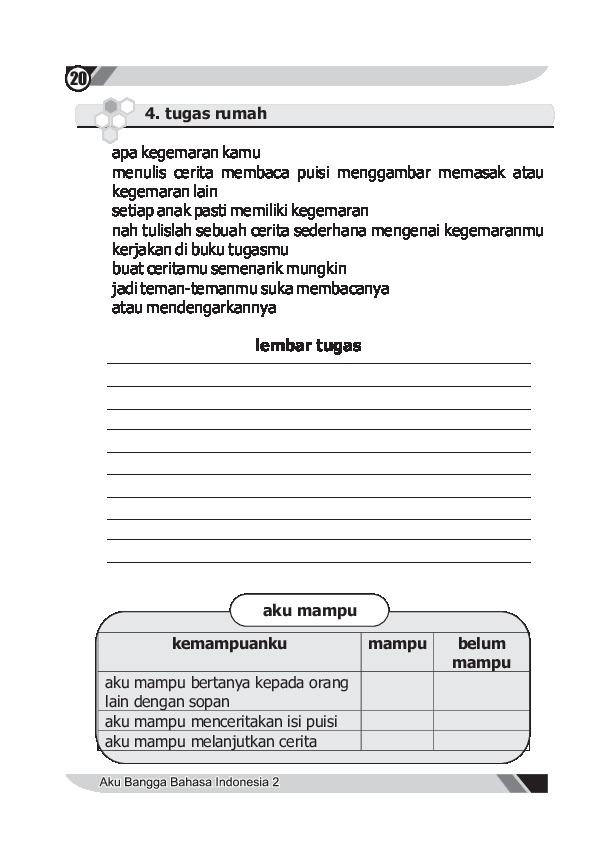 20
4. tugas rumah
apa kegemaran kamu
menulis cerita membaca puisi menggambar memasak atau
kegemaran lain
setiap anak pasti memiliki kegemaran
nah tulislah sebuah cerita sederhana mengenai kegemaranmu
kerjakan di buku tugasmu
buat ceritamu semenarik mungkin
jadi teman-temanmu suka membacanya
atau mendengarkannya
lembar tugas
aku mampu
kemampuanku mampu belum
mampu
aku mampu bertanya kepada orang
lain dengan sopan
aku mampu menceritakan isi puisi
aku mampu melanjutkan cerita
Aku Bangga Bahasa Indonesia 2